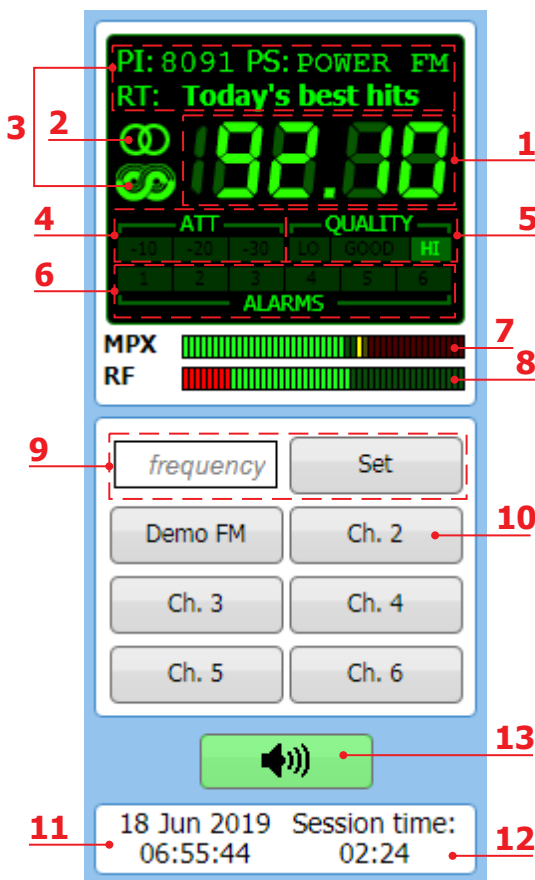 PI: 8091 PS: POWER FM
RT: Today's best hits
3
2
92.10
1
4
ATT
QUALITY
5
-10 -20 -30 LO GOOD HI
6
1 2 3 4 5 6
ALARMS
7
MPX
8
RF
9
frequency
Set
10
Demo FM
Ch. 2
Ch. 3
Ch. 4
Ch. 5
Ch. 6
13
11
18 Jun 2019
Session time:
12
06:55:44
02:24